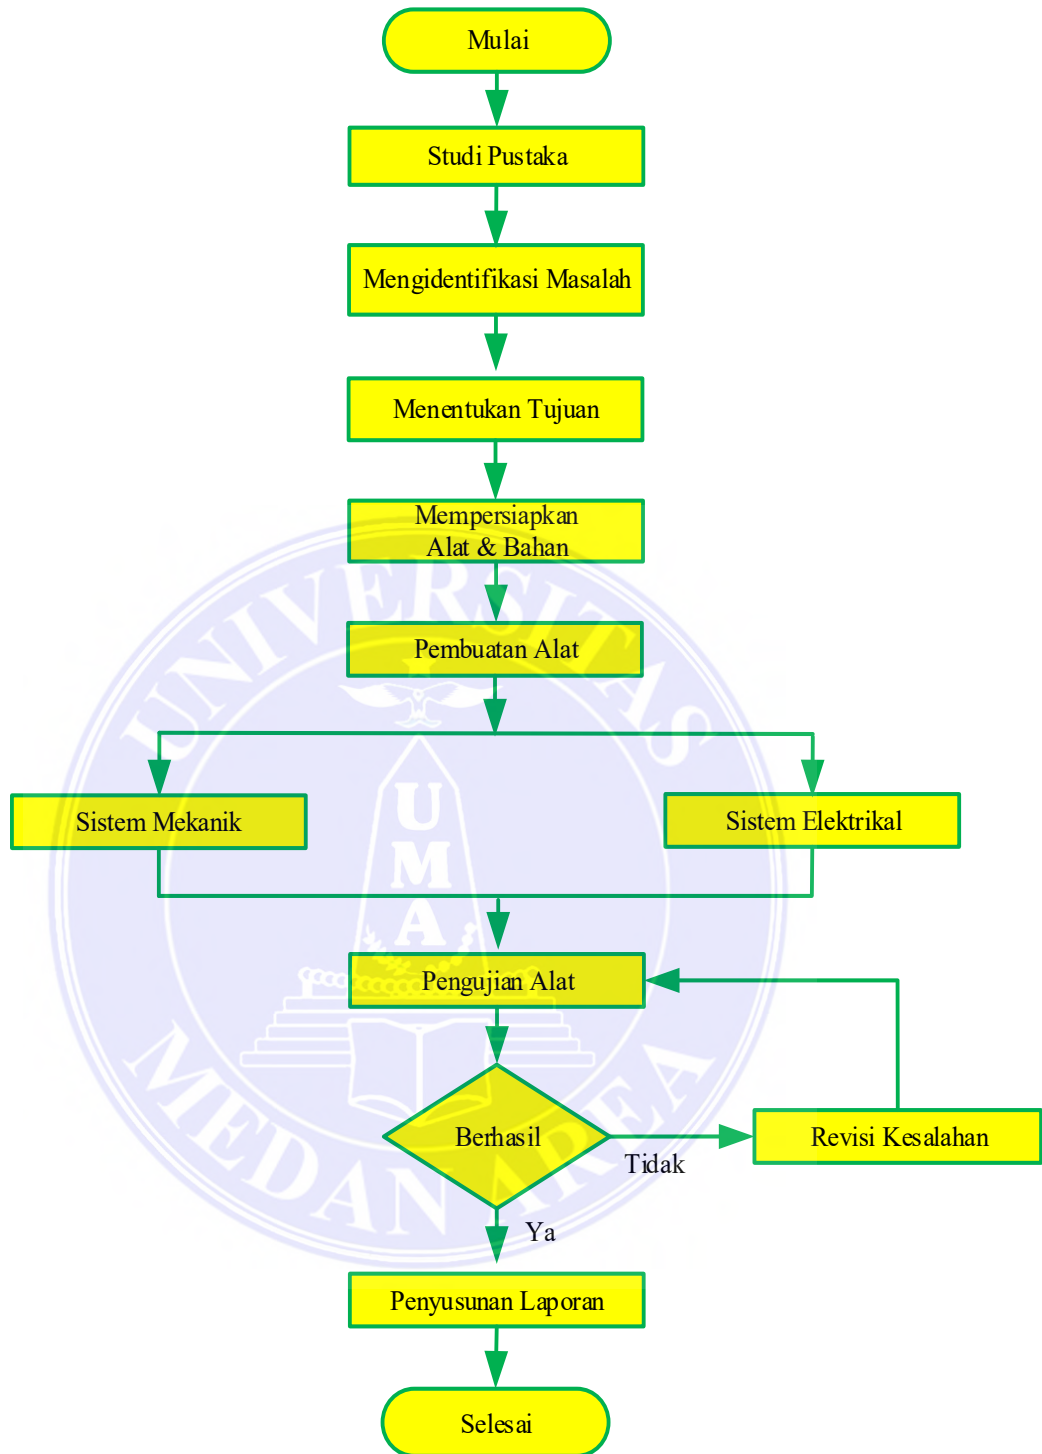 Mulai
Studi Pustaka
Mengidentifikasi Masalah
Menentukan Tujuan
Mempersiapkan
Alat & Bahan
Pembuatan Alat
Sistem Mekanik
Sistem Elektrikal
Pengujian Alat
Berhasil
Tidak
Revisi Kesalahan
Ya
Penyusunan Laporan
Selesai
UNIVERSITAS
UMA
MEDAN AREA